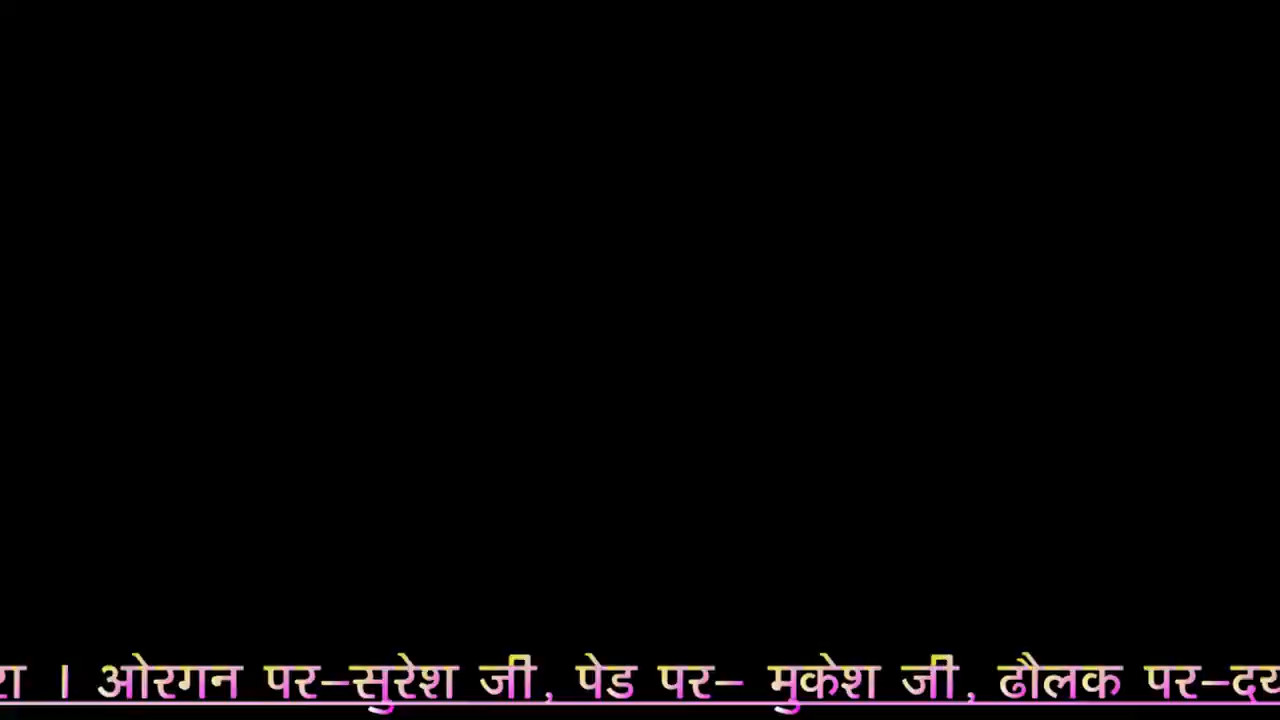 । ओरगन पर-सुरेश जी, पेड पर- मुकेश जी, ढौलक पर-